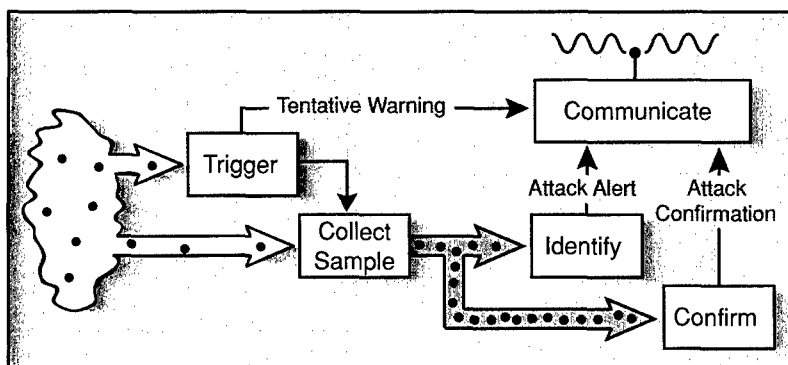 Tentative Warning
Communicate
Trigger
Attack Alert
Attack
Confirmation
Collect
Sample
Identify
Confirm